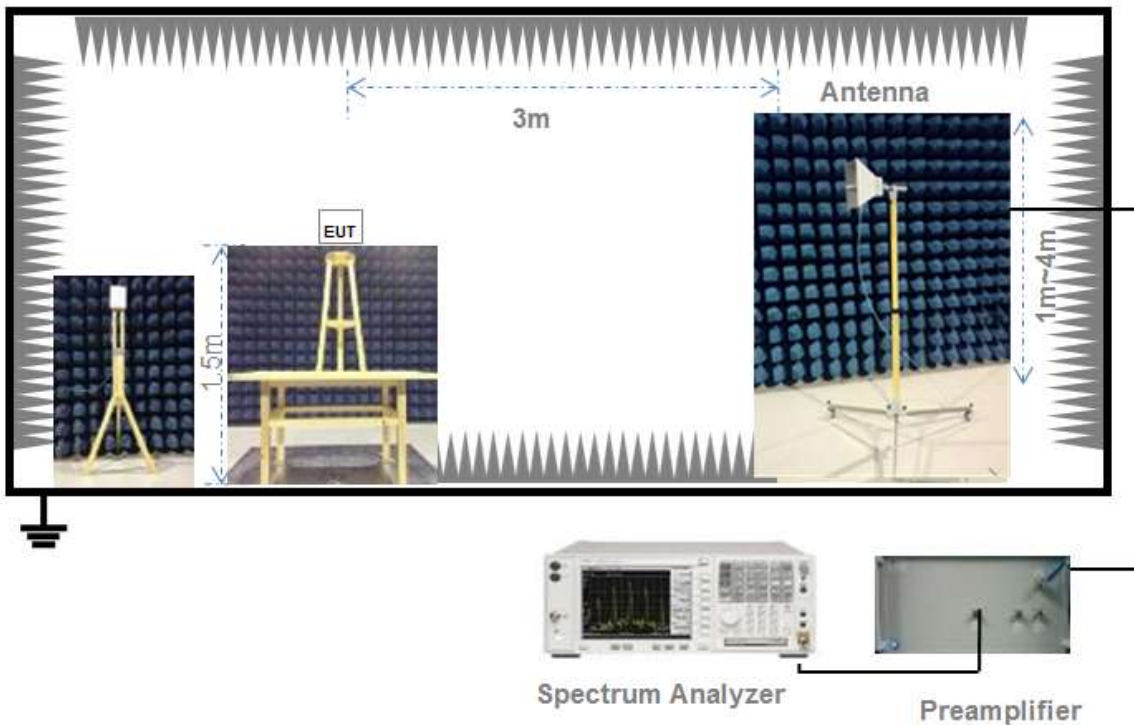 3m
Antenna
EUT
1.5m
1m~4m
Spectrum Analyzer
Preamplifier